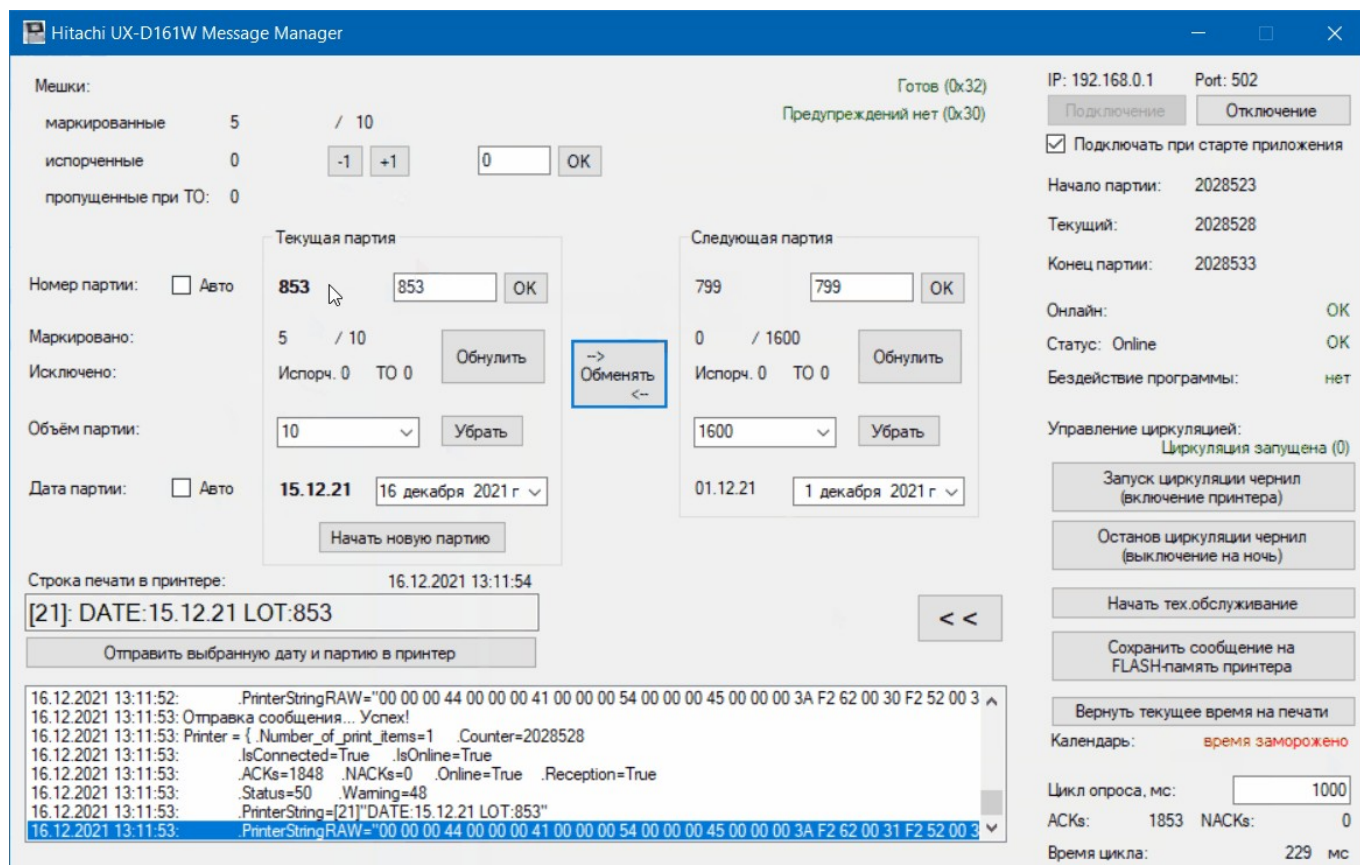 Hitachi UX-D161W Message Manager
Мешки:
маркированные 5 / 10
испорченные 0 -1 +1 0 OK
пропущенные при ТО: 0
Готов (0x32)
Предупреждений нет (0x30)
Текущая партия
Следующая партия
Номер партии: Авто 853 853 OK 799 799 OK
Маркировано: 5 / 10 Обнулить 0 / 1600 Обнулить
Исключено: Испорч. 0 ТО 0 Испорч. 0 ТО 0
-->
Обменять
<--
Объём партии: 10 Убрать 1600 Убрать
Дата партии: Авто 15.12.21 16 декабря 2021 г 01.12.21 1 декабря 2021 г
Начать новую партию
Строка печати в принтере: 16.12.2021 13:11:54
[21]: DATE:15.12.21 LOT:853
< <
Отправить выбранную дату и партию в принтер
16.12.2021 13:11:52: .PrinterStringRAW="00 00 00 44 00 00 00 41 00 00 00 54 00 00 00 45 00 00 00 3A F2 62 00 30 F2 52 00 3
16.12.2021 13:11:53: Отправка сообщения... Успех!
16.12.2021 13:11:53: Printer = { .Number_of_print_items=1 .Counter=2028528
16.12.2021 13:11:53: .IsConnected=True .IsOnline=True
16.12.2021 13:11:53: .ACKs=1848 .NACKs=0 .Online=True .Reception=True
16.12.2021 13:11:53: .Status=50 .Warning=48
16.12.2021 13:11:53: .PrinterString=[21]"DATE:15.12.21 LOT:853"
16.12.2021 13:11:53: .PrinterStringRAW="00 00 00 44 00 00 00 41 00 00 00 54 00 00 00 45 00 00 00 3A F2 62 00 31 F2 52 00 3
IP: 192.168.0.1 Port: 502
Подключение Отключение
Подключать при старте приложения
Начало партии: 2028523
Текущий: 2028528
Конец партии: 2028533
Онлайн: OK
Статус: Online OK
Бездействие программы: нет
Управление циркуляцией:
Циркуляция запущена (0)
Запуск циркуляции чернил
(включение принтера)
Останов циркуляции чернил
(выключение на ночь)
Начать тех.обслуживание
Сохранить сообщение на
FLASH-память принтера
Вернуть текущее время на печати
Календарь: время заморожено
Цикл опроса, мс: 1000
ACKs: 1853 NACKs: 0
Время цикла: 229 мс